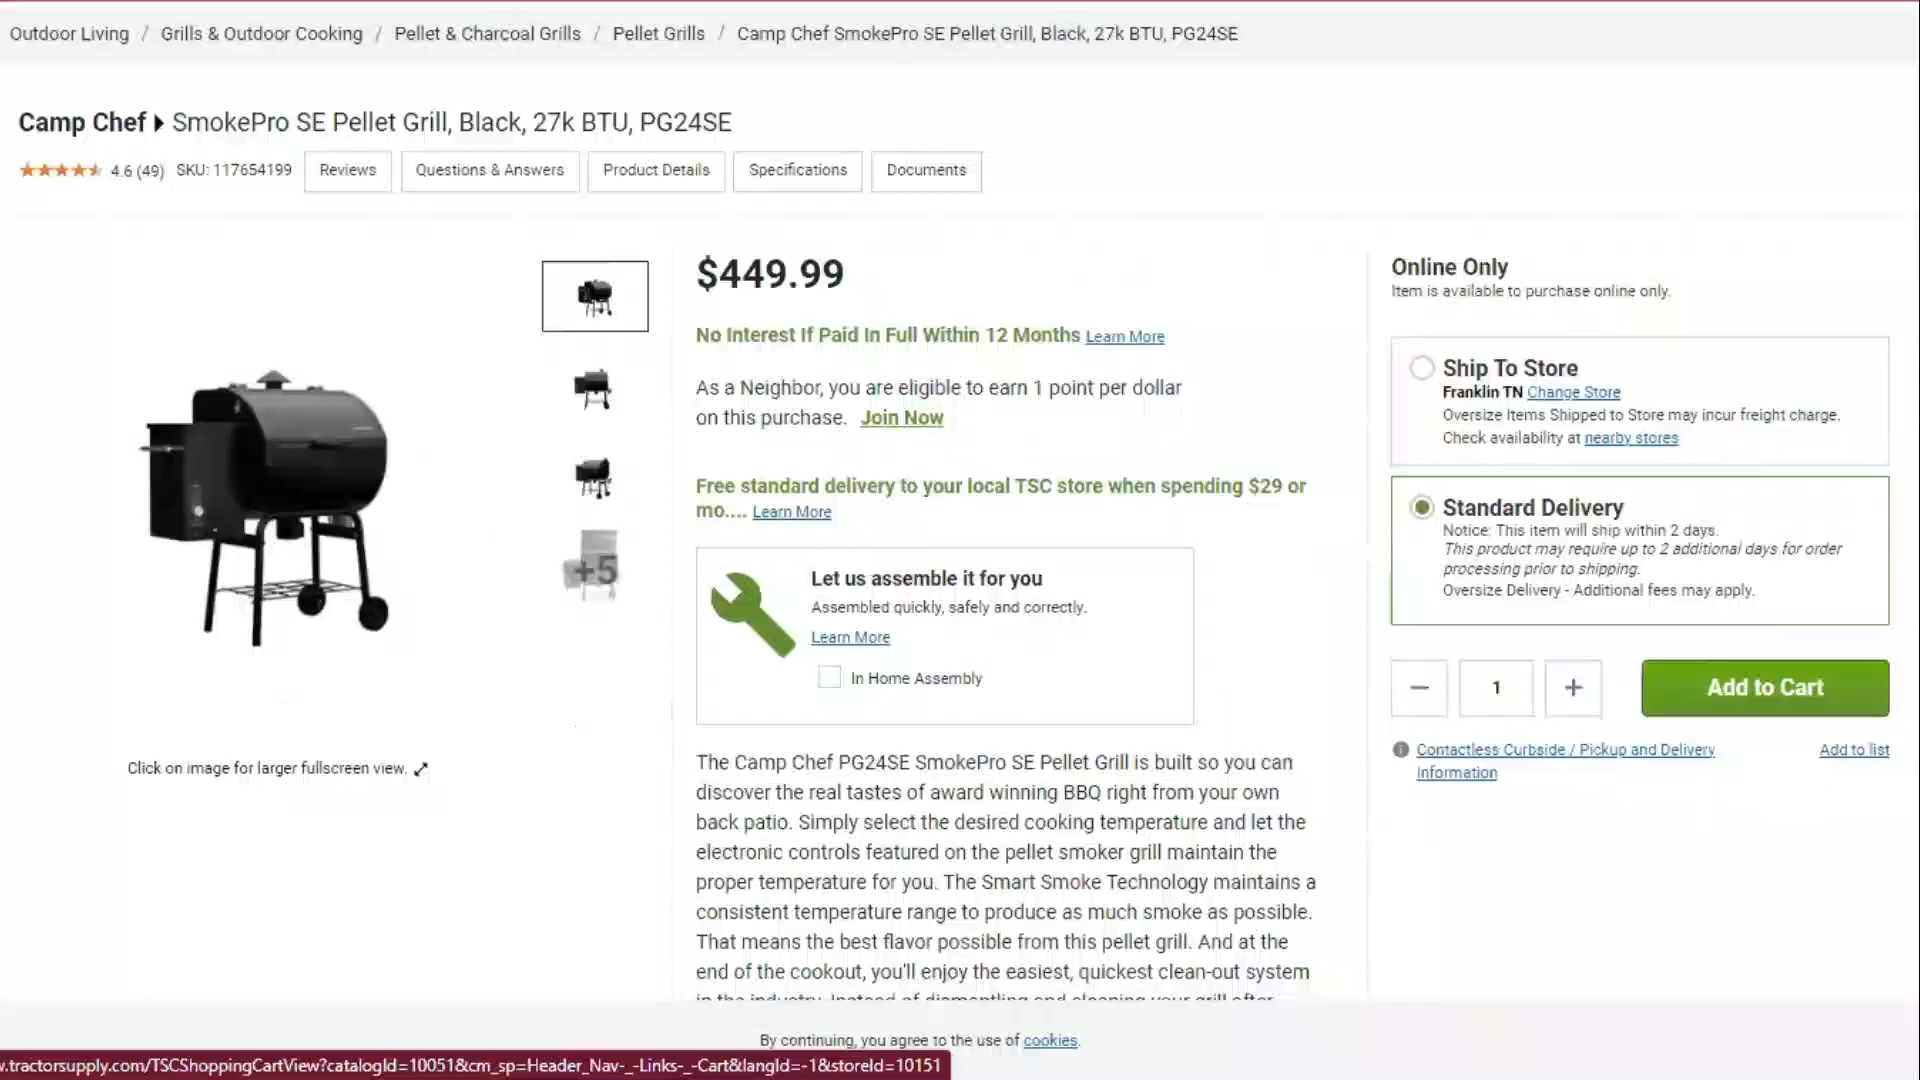 Outdoor Living / Grills & Outdoor Cooking / Pellet & Charcoal Grills / Pellet Grills / Camp Chef SmokePro SE Pellet Grill, Black, 27k BTU, PG24SE
Camp Chef SmokePro SE Pellet Grill, Black, 27k BTU, PG24SE
4.6 (49) SKU: 117654199 Reviews Questions & Answers Product Details Specifications Documents
+5
Click on image for larger fullscreen view.
$449.99
No Interest If Paid In Full Within 12 Months Learn More
As a Neighbor, you are eligible to earn 1 point per dollar
on this purchase. Join Now
Free standard delivery to your local TSC store when spending $29 or
mo.... Learn More
Let us assemble it for you
Assembled quickly, safely and correctly.
Learn More
In Home Assembly
The Camp Chef PG24SE SmokePro SE Pellet Grill is built so you can
discover the real tastes of award winning BBQ right from your own
back patio. Simply select the desired cooking temperature and let the
electronic controls featured on the pellet smoker grill maintain the
proper temperature for you. The Smart Smoke Technology maintains a
consistent temperature range to produce as much smoke as possible.
That means the best flavor possible from this pellet grill. And at the
end of the cookout, you'll enjoy the easiest, quickest clean-out system
in the industry. Instead of dismantling and cleaning your grill after
Online Only
Item is available to purchase online only.
Ship To Store
Franklin TN Change Store
Oversize Items Shipped to Store may incur freight charge.
Check availability at nearby stores
Standard Delivery
Notice: This item will ship within 2 days.
This product may require up to 2 additional days for order
processing prior to shipping.
Oversize Delivery - Additional fees may apply.
1 Add to Cart
Contactless Curbside / Pickup and Delivery
Information
Add to list
By continuing, you agree to the use of cookies.
.tractorsupply.com/TSCShoppingCartView?catalogId=10051&cm_sp=Header_Nav-_-Links-_-Cart&langId=-1&storeId=10151